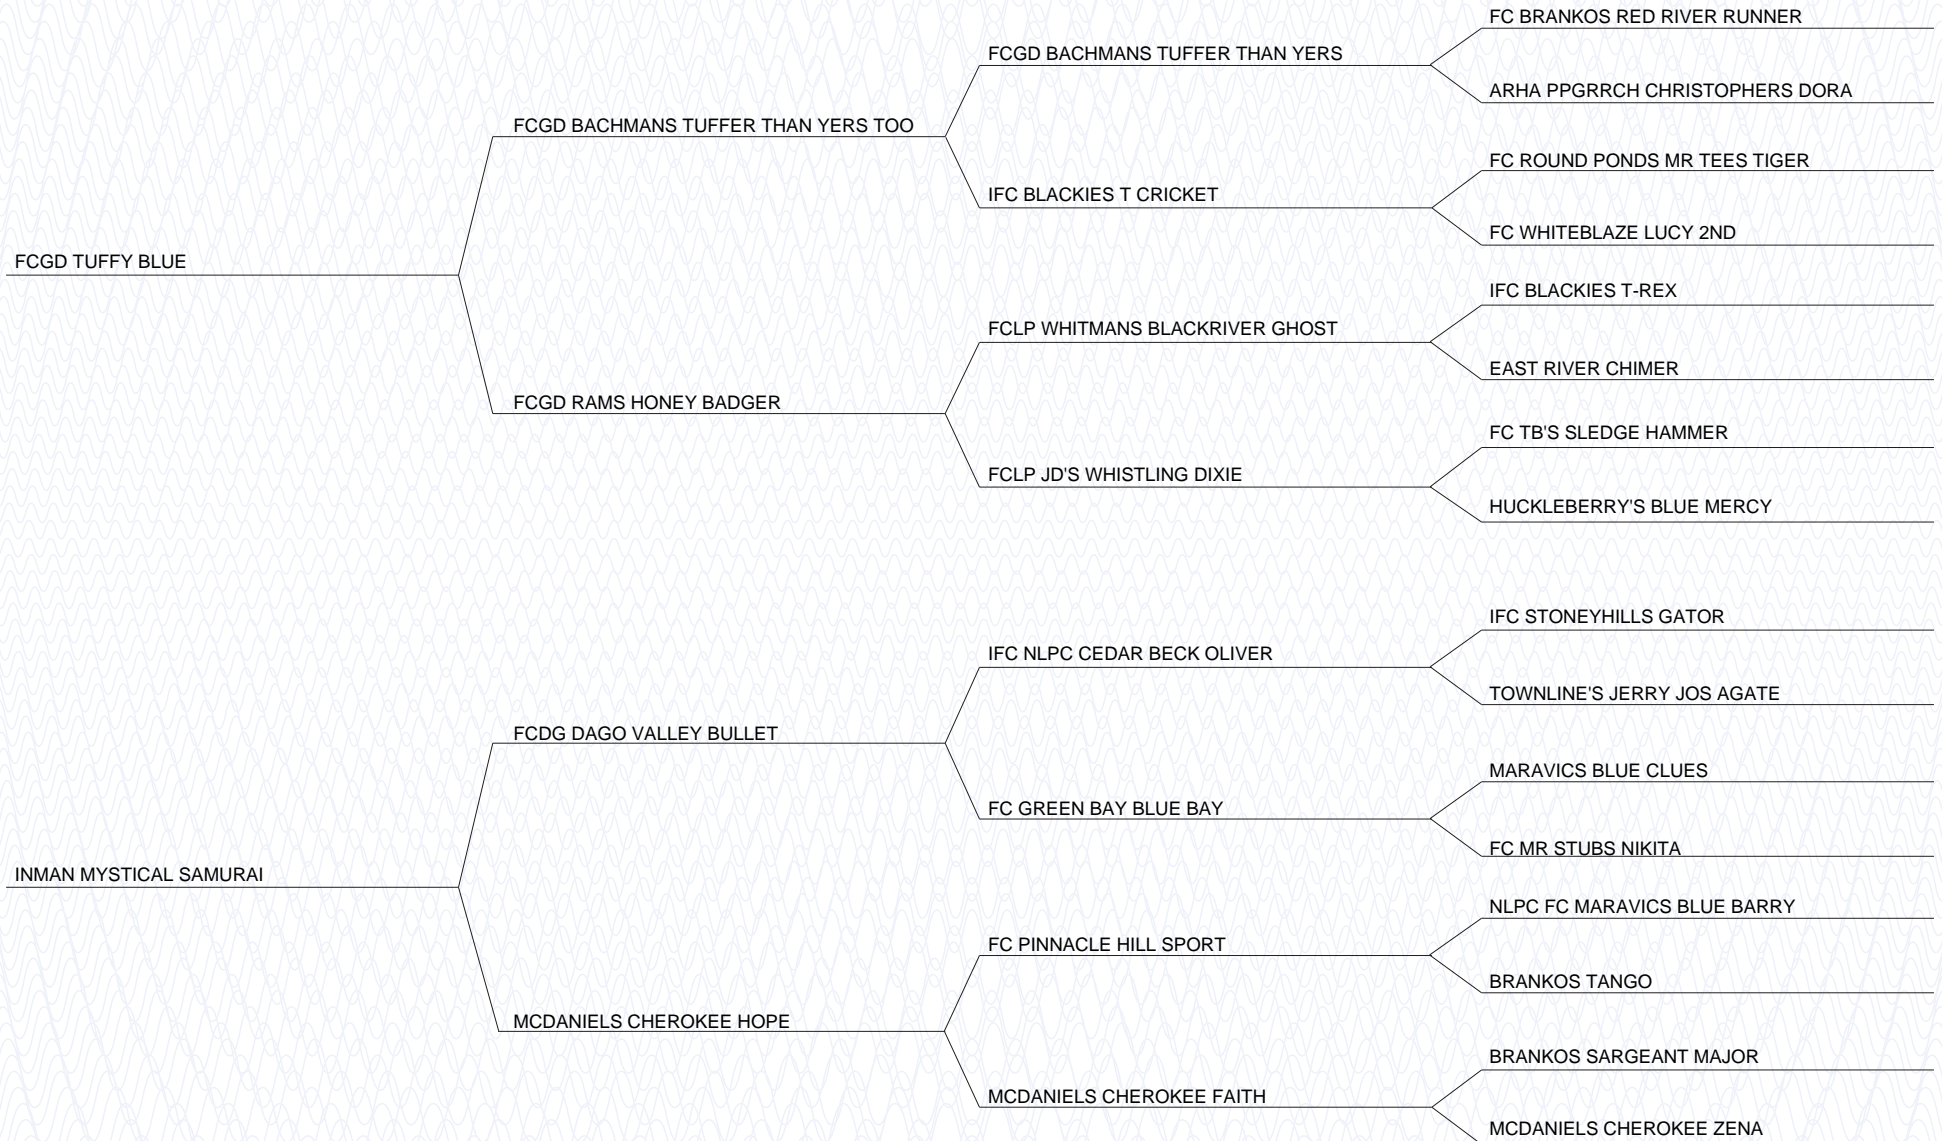 FC BRANKOS RED RIVER RUNNER
FCGD BACHMANS TUFFER THAN YERS
ARHA PPGRRCH CHRISTOPHERS DORA
FCGD BACHMANS TUFFER THAN YERS TOO
FC ROUND PONDS MR TEES TIGER
IFC BLACKIES T CRICKET
FC WHITEBLAZE LUCY 2ND
FCGD TUFFY BLUE
IFC BLACKIES T-REX
FCLP WHITMANS BLACKRIVER GHOST
EAST RIVER CHIMER
FCGD RAMS HONEY BADGER
FC TB'S SLEDGE HAMMER
FCLP JD'S WHISTLING DIXIE
HUCKLEBERRY'S BLUE MERCY
IFC STONEYHILLS GATOR
IFC NLPC CEDAR BECK OLIVER
TOWNLINE'S JERRY JOS AGATE
FCDG DAGO VALLEY BULLET
MARAVICS BLUE CLUES
FC GREEN BAY BLUE BAY
FC MR STUBS NIKITA
INMAN MYSTICAL SAMURAI
NLPC FC MARAVICS BLUE BARRY
FC PINNACLE HILL SPORT
BRANKOS TANGO
MCDANIELS CHEROKEE HOPE
BRANKOS SARGEANT MAJOR
MCDANIELS CHEROKEE FAITH
MCDANIELS CHEROKEE ZENA